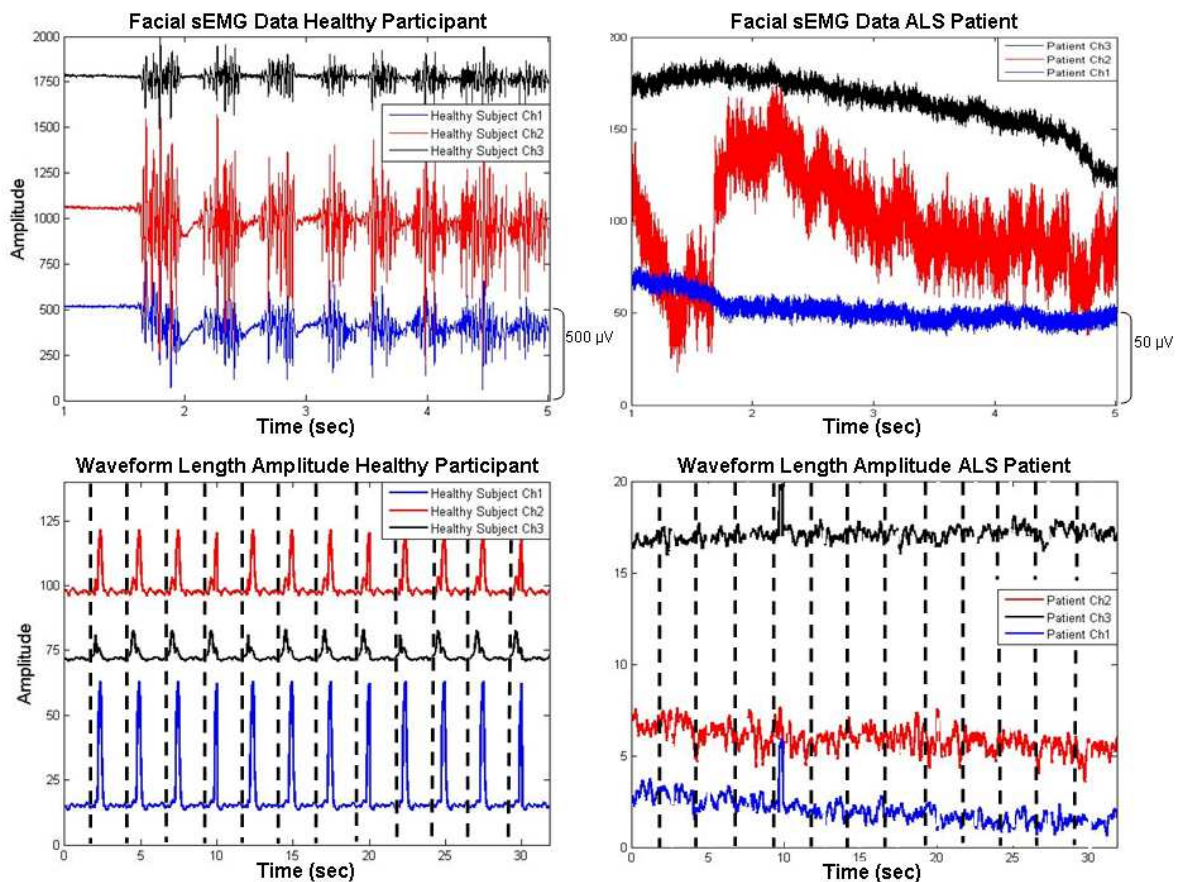 Facial sEMG Data Healthy Participant
2000
1750
1500
1250
1000
750
500
250
0
Amplitude
Healthy Subject Ch1
Healthy Subject Ch2
Healthy Subject Ch3
500 µV
1 2 3 4 5
Time (sec)
Facial sEMG Data ALS Patient
200
150
100
50
0
Patient Ch3
Patient Ch2
Patient Ch1
50 µV
1 2 3 4 5
Time (sec)
Waveform Length Amplitude Healthy Participant
125
100
75
50
25
0
Amplitude
Healthy Subject Ch1
Healthy Subject Ch2
Healthy Subject Ch3
0 5 10 15 20 25 30
Time (sec)
Waveform Length Amplitude ALS Patient
20
15
10
5
0
Patient Ch2
Patient Ch3
Patient Ch1
0 5 10 15 20 25 30
Time (sec)